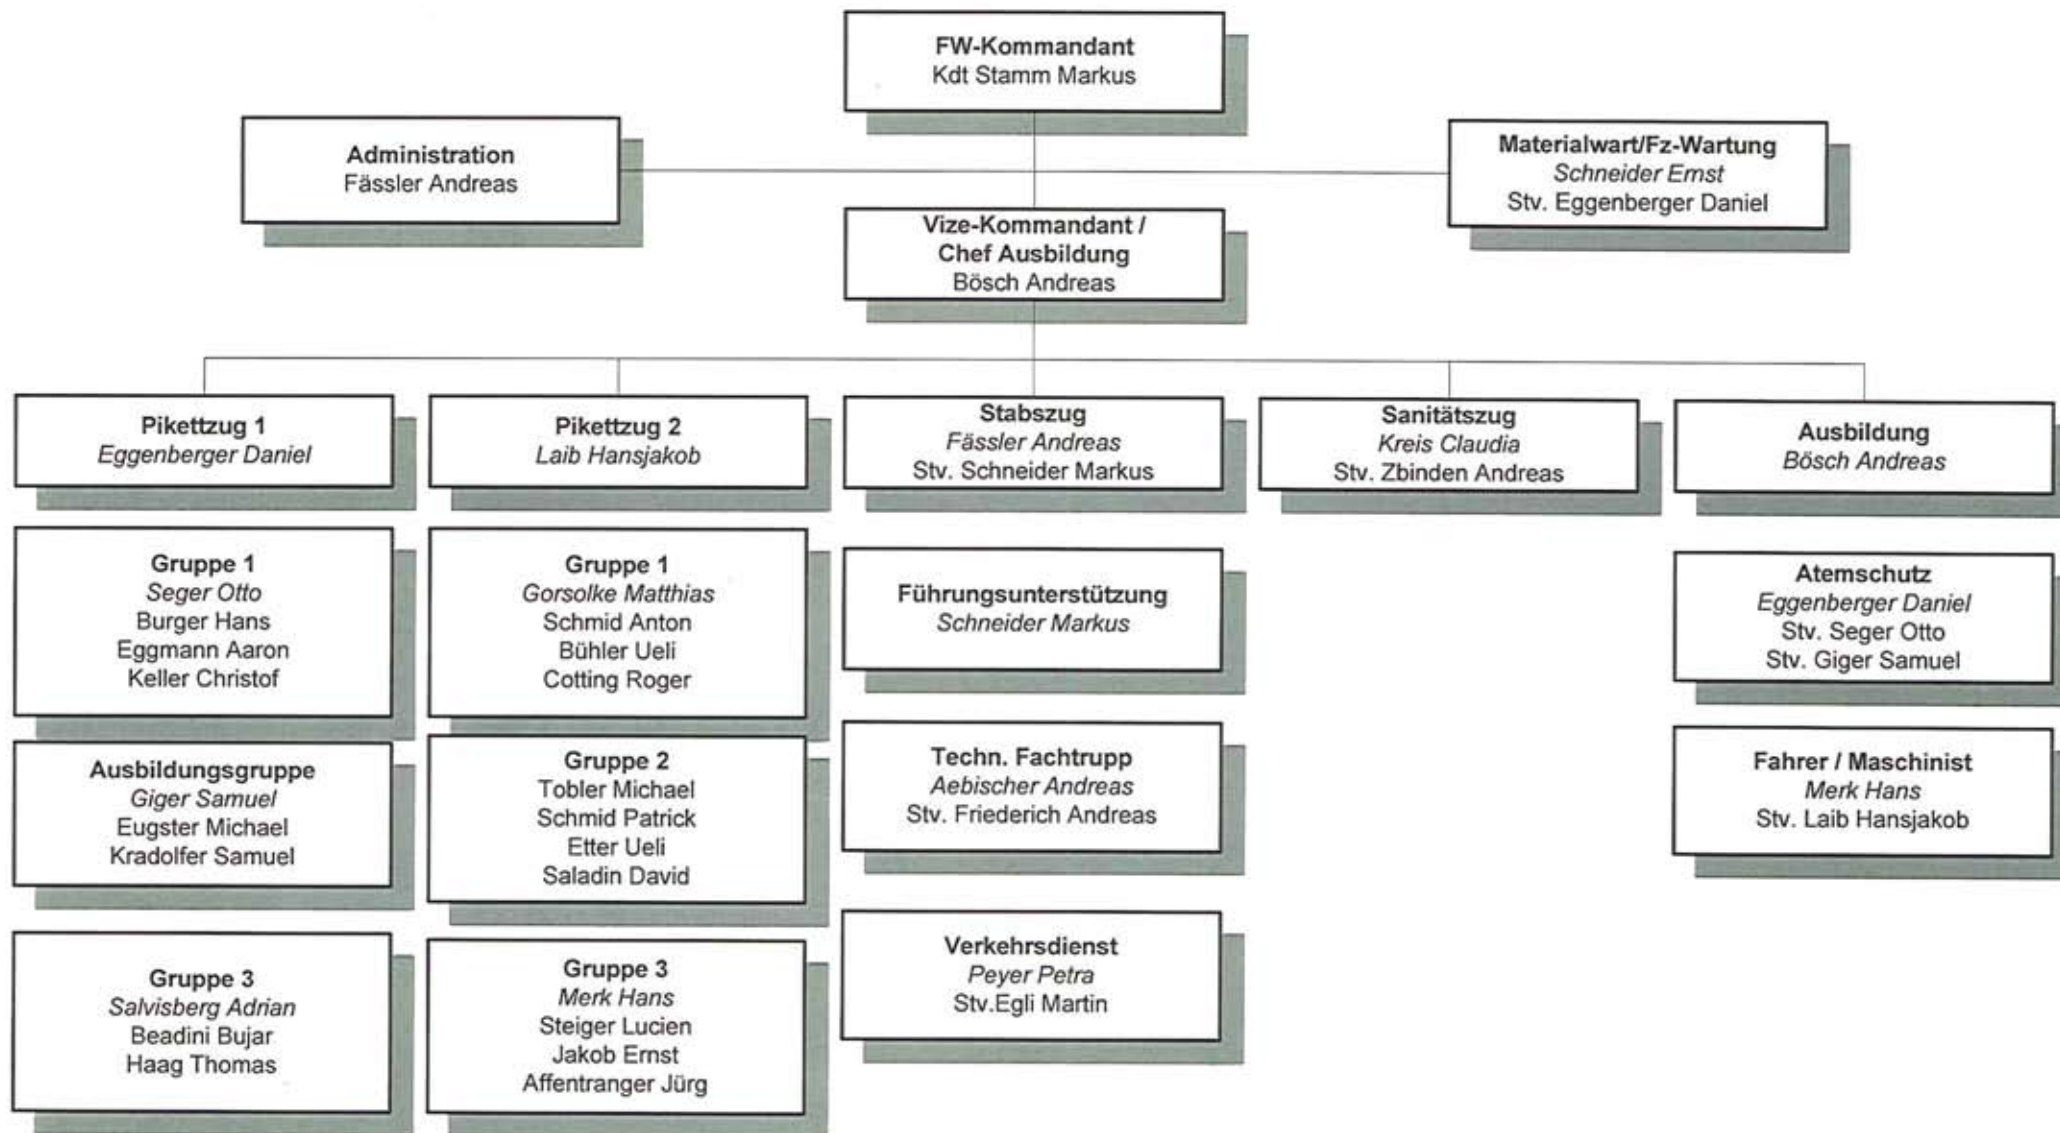 FW-Kommandant
Kdt Stamm Markus
Administration
Fässler Andreas
Materialwart/Fz-Wartung
Schneider Ernst
Stv. Eggenberger Daniel
Vize-Kommandant /
Chef Ausbildung
Bösch Andreas
Pikettzug 1
Eggenberger Daniel
Pikettzug 2
Laib Hansjakob
Stabszug
Fässler Andreas
Stv. Schneider Markus
Sanitätszug
Kreis Claudia
Stv. Zbinden Andreas
Ausbildung
Bösch Andreas
Gruppe 1
Seger Otto
Burger Hans
Eggmann Aaron
Keller Christof
Gruppe 1
Gorsolke Matthias
Schmid Anton
Bühler Ueli
Cotting Roger
Führungsunterstützung
Schneider Markus
Atemschutz
Eggenberger Daniel
Stv. Seger Otto
Stv. Giger Samuel
Ausbildungsgruppe
Giger Samuel
Eugster Michael
Kradolfer Samuel
Gruppe 2
Tobler Michael
Schmid Patrick
Etter Ueli
Saladin David
Techn. Fachtrupp
Aebischer Andreas
Stv. Friederich Andreas
Fahrer / Maschinist
Merk Hans
Stv. Laib Hansjakob
Gruppe 3
Salvisberg Adrian
Beadini Bujar
Haag Thomas
Gruppe 3
Merk Hans
Steiger Lucien
Jakob Ernst
Affentranger Jürg
Verkehrsdienst
Peyer Petra
Stv.Egli Martin